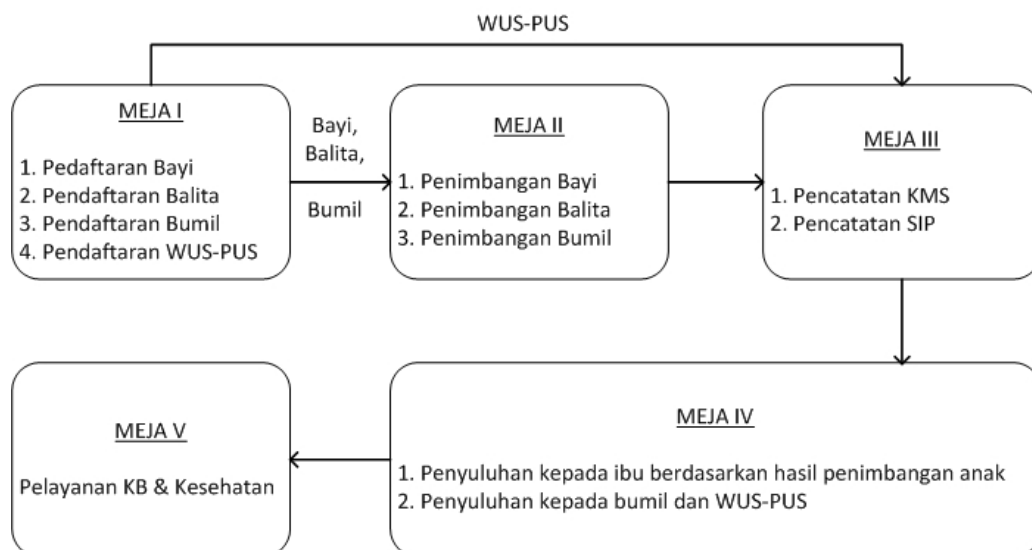 WUS-PUS
MEJA I
1. Pedaftaran Bayi
2. Pendaftaran Balita
3. Pendaftaran Bumil
4. Pendaftaran WUS-PUS
Bayi,
Balita,
Bumil
MEJA II
1. Penimbangan Bayi
2. Penimbangan Balita
3. Penimbangan Bumil
MEJA III
1. Pencatatan KMS
2. Pencatatan SIP
MEJA IV
1. Penyuluhan kepada ibu berdasarkan hasil penimbangan anak
2. Penyuluhan kepada bumil dan WUS-PUS
MEJA V
Pelayanan KB & Kesehatan